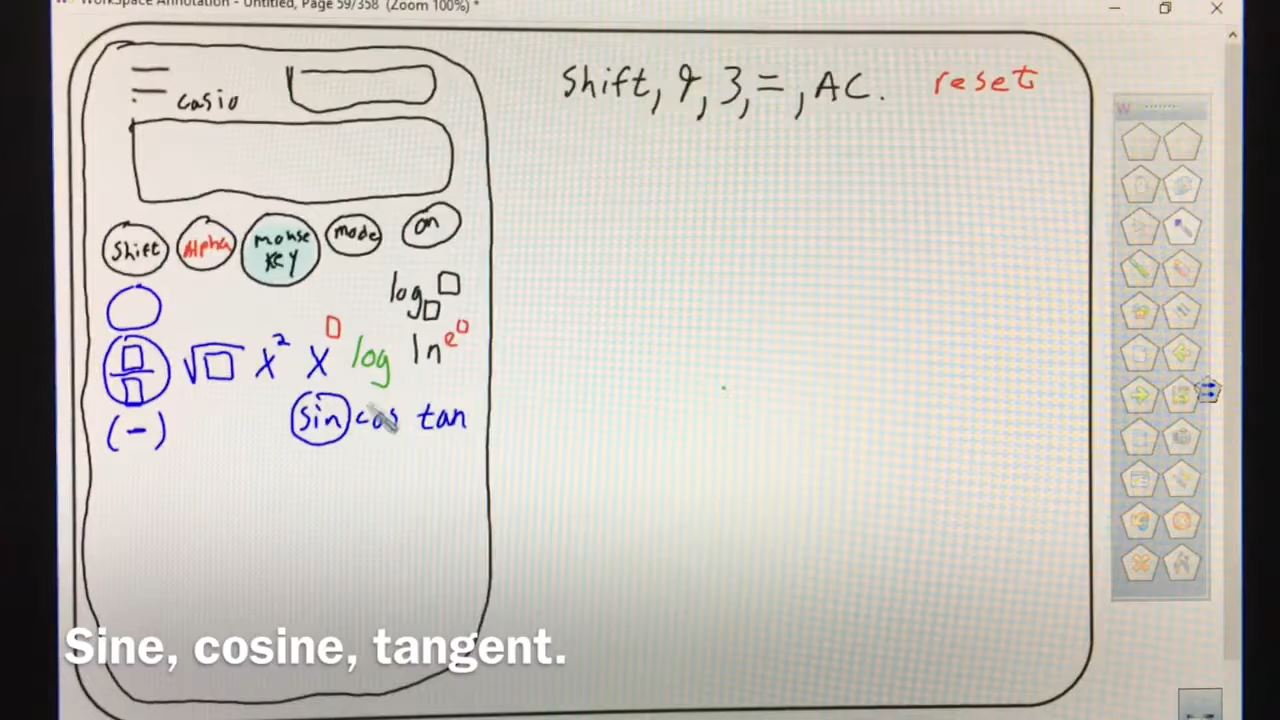 WorkSpace Annotation - Untitled, Page 59/358 (Zoom 100%) *
Shift, 9, 3, =, AC. reset
casio
Shift Alpha mouse KEY mode on
log□□
□/□ √□ x² x^□ log ln e^□
(-) sin cos tan
Sine, cosine, tangent.